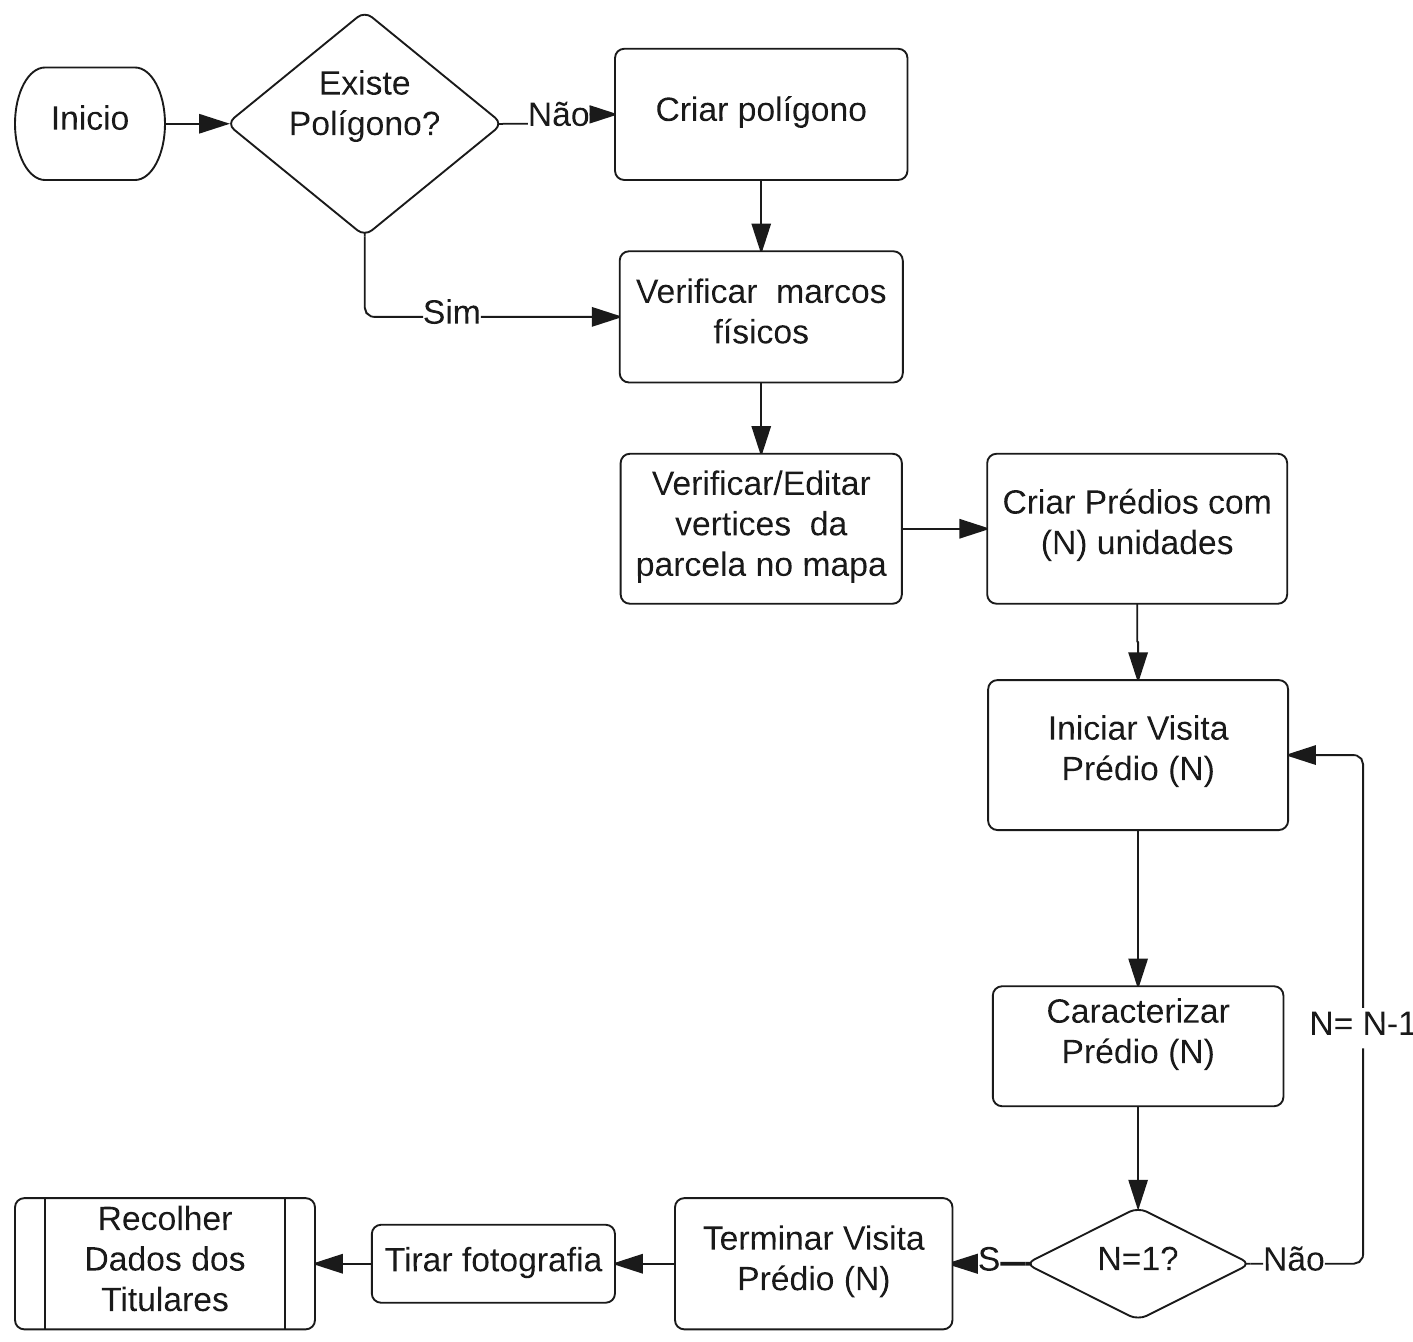 Inicio
Existe
Polígono?
Não
Criar polígono
Sim
Verificar  marcos
físicos
Verificar/Editar
vertices  da
parcela no mapa
Criar Prédios com
(N) unidades
Iniciar Visita
Prédio (N)
Caracterizar
Prédio (N)
N= N-1
N=1?
Não
S
Terminar Visita
Prédio (N)
Tirar fotografia
Recolher
Dados dos
Titulares